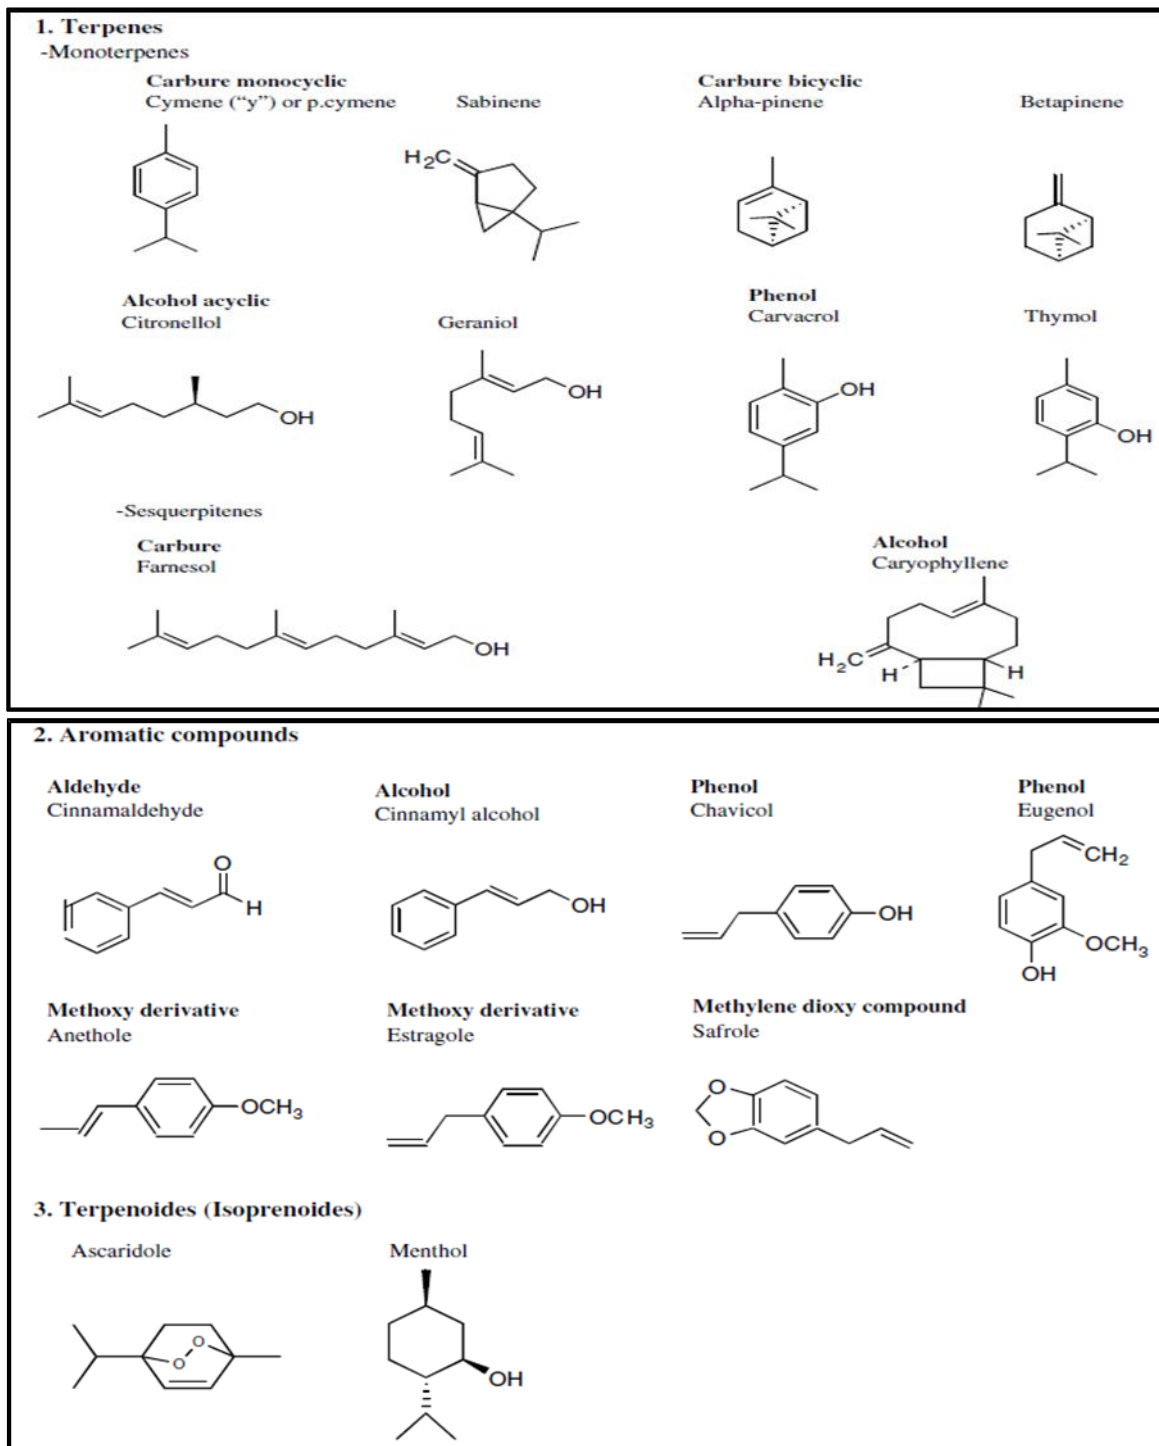 1. Terpenes
-Monoterpenes
Carbure monocyclic Carbure bicyclic
Cymene (“y”) or p.cymene Sabinene Alpha-pinene Betapinene
H2C
Alcohol acyclic Phenol
Citronellol Geraniol Carvacrol Thymol
OH OH OH OH
-Sesquerpitenes
Carbure Alcohol
Farnesol Caryophyllene
OH H2C H H
2. Aromatic compounds
Aldehyde Alcohol Phenol Phenol
Cinnamaldehyde Cinnamyl alcohol Chavicol Eugenol
O H OH OH CH2 OCH3 OH
Methoxy derivative Methoxy derivative Methylene dioxy compound
Anethole Estragole Safrole
OCH3 OCH3 O O
3. Terpenoides (Isoprenoides)
Ascaridole Menthol
O O OH